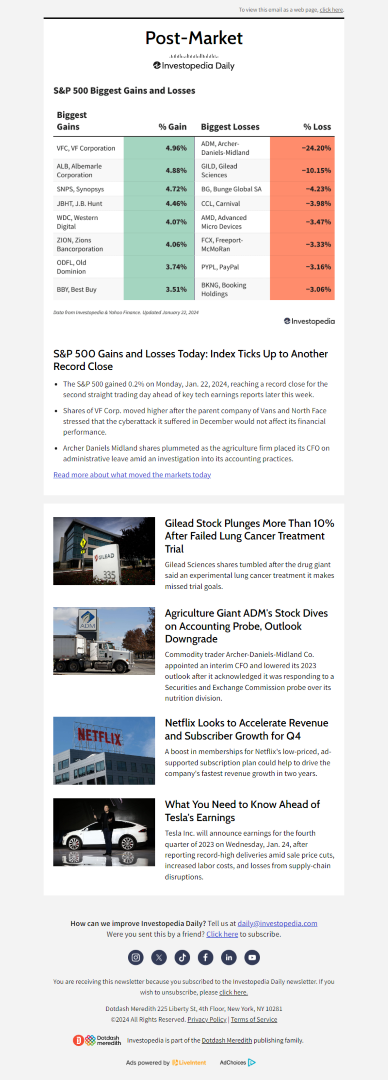 To view this email as a web page, click here.
Post-Market
Investopedia Daily
S&P 500 Biggest Gains and Losses
Biggest Gains % Gain Biggest Losses % Loss
VFC, VF Corporation 4.96% ADM, Archer-Daniels-Midland −24.20%
ALB, Albemarle Corporation 4.88% GILD, Gilead Sciences −10.15%
SNPS, Synopsys 4.72% BG, Bunge Global SA −4.23%
JBHT, J.B. Hunt 4.46% CCL, Carnival −3.98%
WDC, Western Digital 4.07% AMD, Advanced Micro Devices −3.47%
ZION, Zions Bancorporation 4.06% FCX, Freeport-McMoRan −3.33%
ODFL, Old Dominion 3.74% PYPL, PayPal −3.16%
BBY, Best Buy 3.51% BKNG, Booking Holdings −3.06%
Data from Investopedia & Yahoo Finance. Updated January 22, 2024
Investopedia
S&P 500 Gains and Losses Today: Index Ticks Up to Another
Record Close
• The S&P 500 gained 0.2% on Monday, Jan. 22, 2024, reaching a record close for the
second straight trading day ahead of key tech earnings reports later this week.
• Shares of VF Corp. moved higher after the parent company of Vans and North Face
stressed that the cyberattack it suffered in December would not affect its financial
performance.
• Archer Daniels Midland shares plummeted as the agriculture firm placed its CFO on
administrative leave amid an investigation into its accounting practices.
Read more about what moved the markets today
GILEAD
335
Gilead Stock Plunges More Than 10%
After Failed Lung Cancer Treatment
Trial
Gilead Sciences shares tumbled after the drug giant
said an experimental lung cancer treatment it makes
missed trial goals.
ADM
Agriculture Giant ADM's Stock Dives
on Accounting Probe, Outlook
Downgrade
Commodity trader Archer-Daniels-Midland Co.
appointed an interim CFO and lowered its 2023
outlook after it acknowledged it was responding to a
Securities and Exchange Commission probe over its
nutrition division.
NETFLIX
Netflix Looks to Accelerate Revenue
and Subscriber Growth for Q4
A boost in memberships for Netflix's low-priced, ad-
supported subscription plan could help to drive the
company's fastest revenue growth in two years.
What You Need to Know Ahead of
Tesla's Earnings
Tesla Inc. will announce earnings for the fourth
quarter of 2023 on Wednesday, Jan. 24, after
reporting record-high deliveries amid sale price cuts,
increased labor costs, and losses from supply-chain
disruptions.
How can we improve Investopedia Daily? Tell us at daily@investopedia.com
Were you sent this by a friend? Click here to subscribe.
You are receiving this newsletter because you subscribed to the Investopedia Daily newsletter. If you
wish to unsubscribe, please click here.
Dotdash Meredith 225 Liberty St, 4th Floor, New York, NY 10281
©2024 All Rights Reserved. Privacy Policy | Terms of Service
Dotdash
meredith
Investopedia is part of the Dotdash Meredith publishing family.
Ads powered by LiveIntent AdChoices